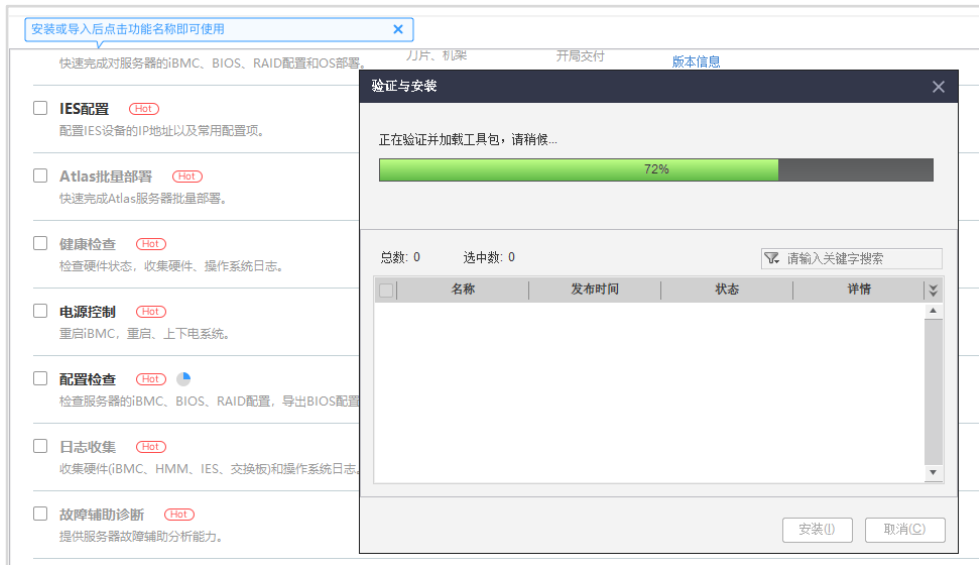 安装或导入后点击功能名称即可使用
快速完成对服务器的iBMC、BIOS、RAID配置和OS部署。
刀片、机架
开局交付
版本信息
IES配置 Hot
配置IES设备的IP地址以及常用配置项。
Atlas批量部署 Hot
快速完成Atlas服务器批量部署。
健康检查 Hot
检查硬件状态，收集硬件、操作系统日志。
电源控制 Hot
重启iBMC，重启、上下电系统。
配置检查 Hot
检查服务器的iBMC、BIOS、RAID配置，导出BIOS配置
日志收集 Hot
收集硬件(iBMC、HMM、IES、交换板)和操作系统日志。
故障辅助诊断 Hot
提供服务器故障辅助分析能力。
验证与安装
正在验证并加载工具包，请稍候...
72%
总数: 0 选中数: 0
请输入关键字搜索
名称 发布时间 状态 详情
安装(I) 取消(C)